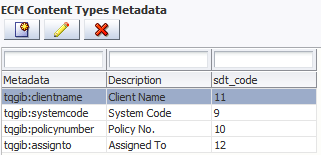 ECM Content Types Metadata
Metadata Description sdt_code
tqgib:clientname Client Name 11
tqgib:systemcode System Code 9
tqgib:policynumber Policy No. 10
tqgib:assignto Assigned To 12